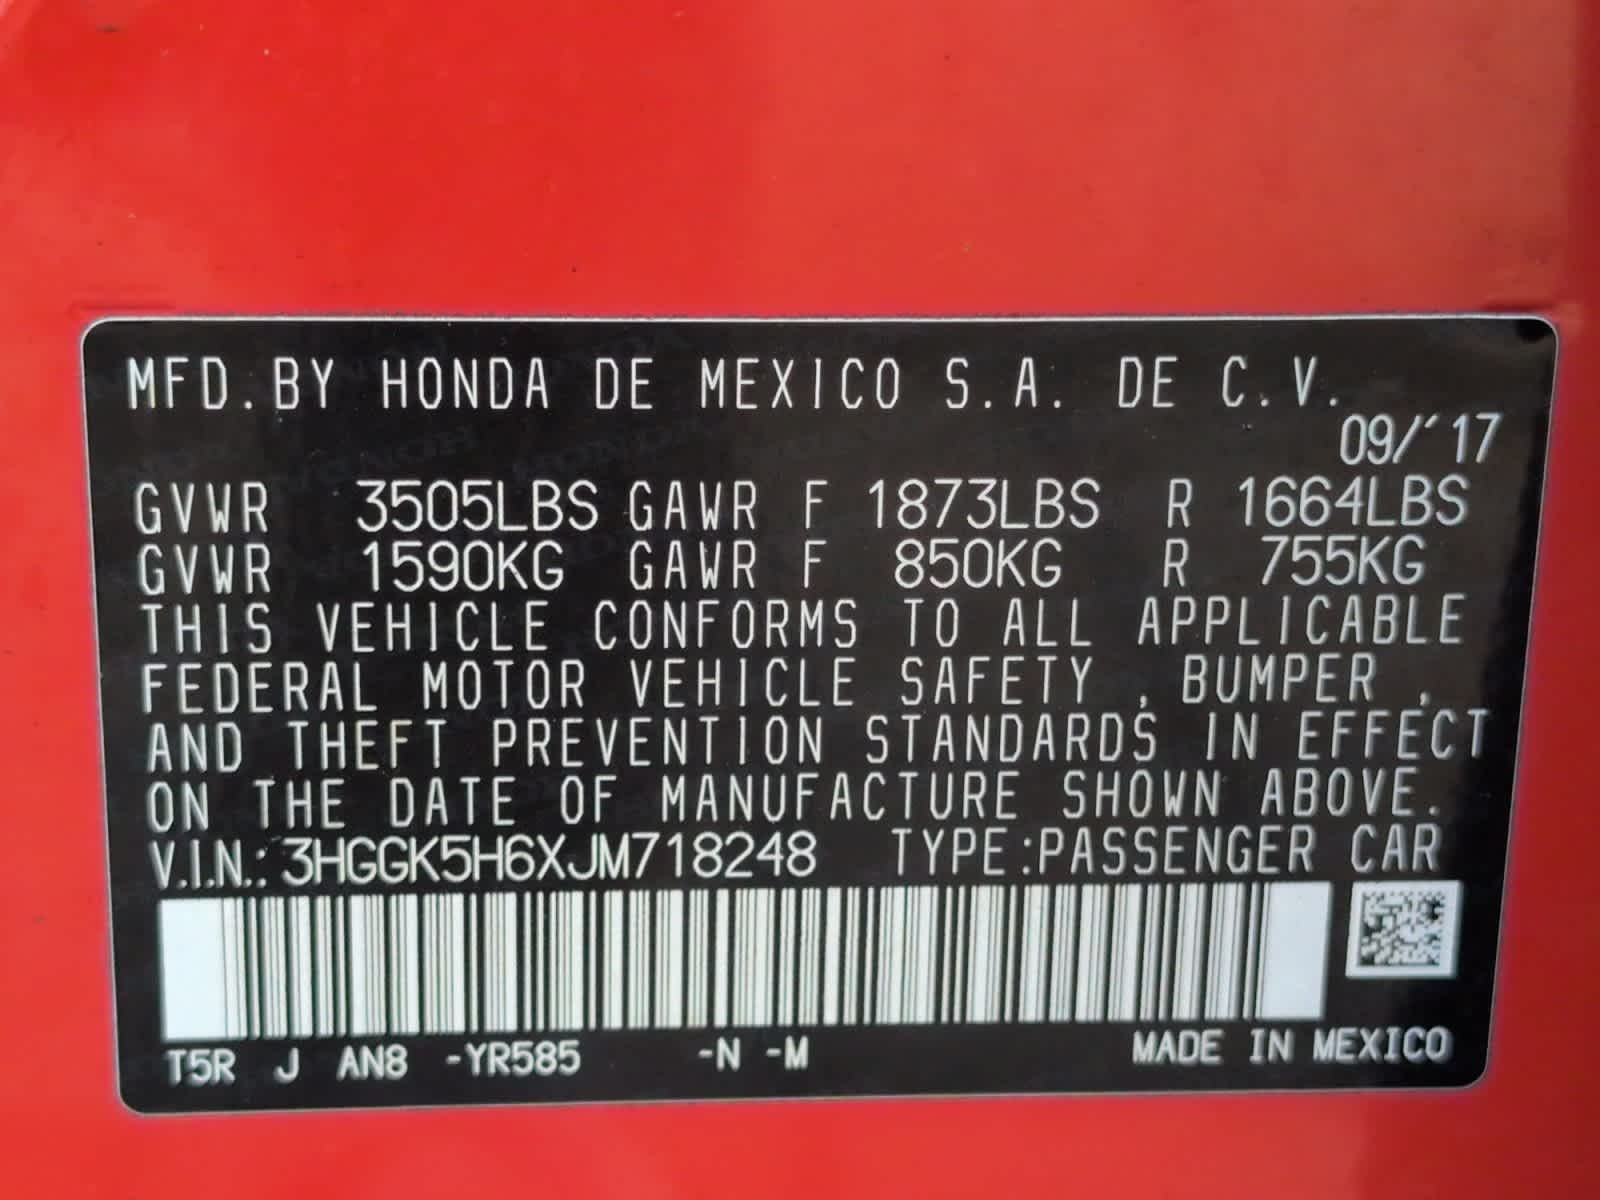 MFD. BY HONDA DE MEXICO S.A. DE C.V.
09/´17
GVWR 3505LBS GAWR F 1873LBS R 1664LBS
GVWR 1590KG GAWR F 850KG R 755KG
THIS VEHICLE CONFORMS TO ALL APPLICABLE
FEDERAL MOTOR VEHICLE SAFETY , BUMPER ,
AND THEFT PREVENTION STANDARDS IN EFFECT
ON THE DATE OF MANUFACTURE SHOWN ABOVE.
V.I.N.: 3HGGK5H6XJM718248 TYPE:PASSENGER CAR
T5R J AN8 -YR585 -N -M MADE IN MEXICO